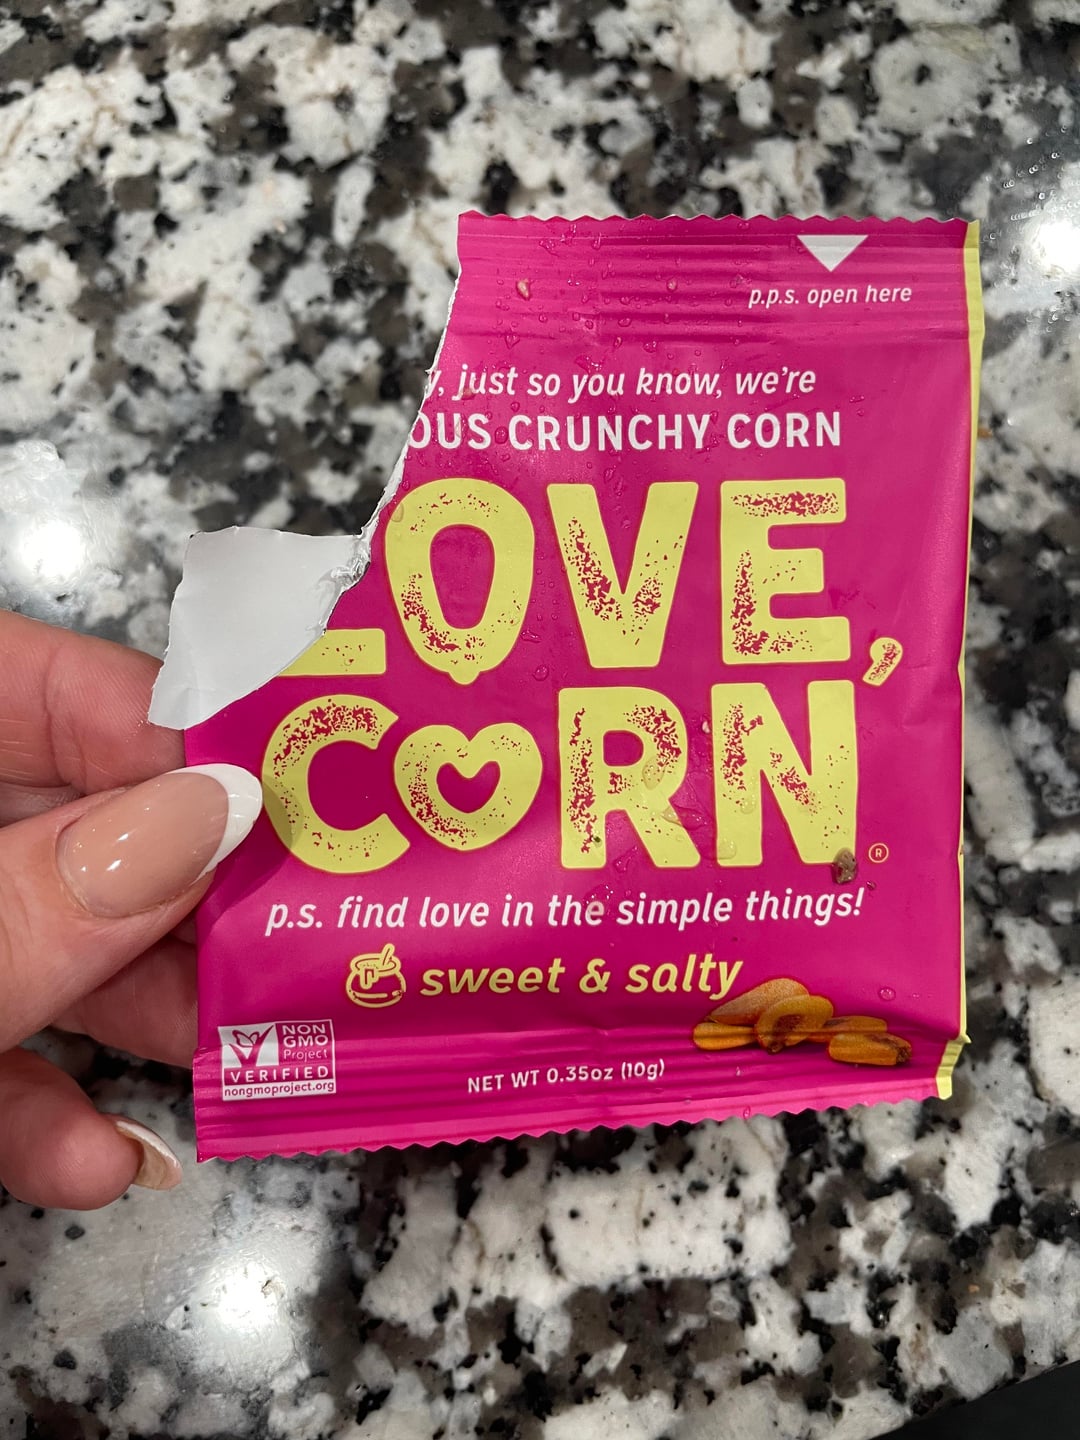 p.p.s. open here
y, just so you know, we're
OUS CRUNCHY CORN
LOVE,
CORN
®
p.s. find love in the simple things!
sweet & salty
NON
GMO
Project
VERIFIED
nongmoproject.org
NET WT 0.35oz (10g)